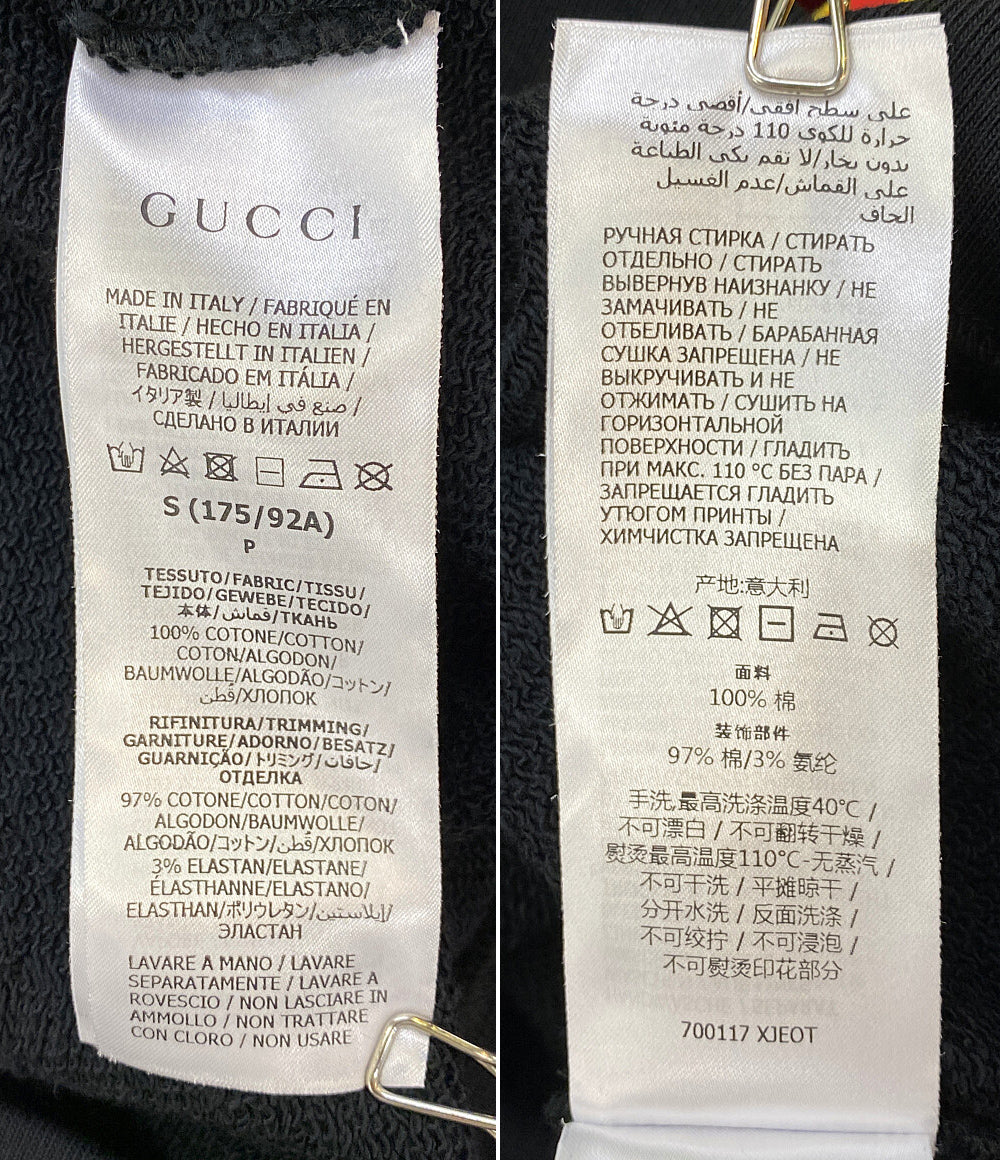 GUCCI
MADE IN ITALY / FABRIQUÉ EN
ITALIE / HECHO EN ITALIA /
HERGESTELLT IN ITALIEN /
FABRICADO EM ITÁLIA /
イタリア製 / صنع في إيطاليا /
СДЕЛАНО В ИТАЛИИ
S (175/92A)
P
TESSUTO/FABRIC/TISSU/
TEJIDO/GEWEBE/TECIDO/
本体/قماش/ТКАНЬ
100% COTONE/COTTON/
COTON/ALGODON/
BAUMWOLLE/ALGODÃO/コットン/
قطن/ХЛОПОК
RIFINITURA/TRIMMING/
GARNITURE/ADORNO/BESATZ/
GUARNIÇÃO/トリミング/حافات/
ОТДЕЛКА
97% COTONE/COTTON/COTON/
ALGODON/BAUMWOLLE/
ALGODÃO/コットン/قطن/ХЛОПОК
3% ELASTAN/ELASTANE/
ÉLASTHANNE/ELASTANO/
ELASTHAN/ポリウレタン/إيلاستين/
ЭЛАСТАН
LAVARE A MANO / LAVARE
SEPARATAMENTE / LAVARE A
ROVESCIO / NON LASCIARE IN
AMMOLLO / NON TRATTARE
CON CLORO / NON USARE
على سطح افقى/أقصى درجة
حرارة للكوى 110 درجة مئوية
بدون بخار/لا تقم بكى الطباعة
على القماش/عدم الغسيل
الجاف
РУЧНАЯ СТИРКА / СТИРАТЬ
ОТДЕЛЬНО / СТИРАТЬ
ВЫВЕРНУВ НАИЗНАНКУ / НЕ
ЗАМАЧИВАТЬ / НЕ
ОТБЕЛИВАТЬ / БАРАБАННАЯ
СУШКА ЗАПРЕЩЕНА / НЕ
ВЫКРУЧИВАТЬ И НЕ
ОТЖИМАТЬ / СУШИТЬ НА
ГОРИЗОНТАЛЬНОЙ
ПОВЕРХНОСТИ / ГЛАДИТЬ
ПРИ МАКС. 110 °C БЕЗ ПАРА /
ЗАПРЕЩАЕТСЯ ГЛАДИТЬ
УТЮГОМ ПРИНТЫ /
ХИМЧИСТКА ЗАПРЕЩЕНА
产地:意大利
面料
100% 棉
装饰部件
97% 棉/3% 氨纶
手洗,最高洗涤温度40°C /
不可漂白 / 不可翻转干燥 /
熨烫最高温度110°C-无蒸汽 /
不可干洗 / 平摊晾干 /
分开水洗 / 反面洗涤 /
不可绞拧 / 不可浸泡 /
不可熨烫印花部分
700117 XJEOT